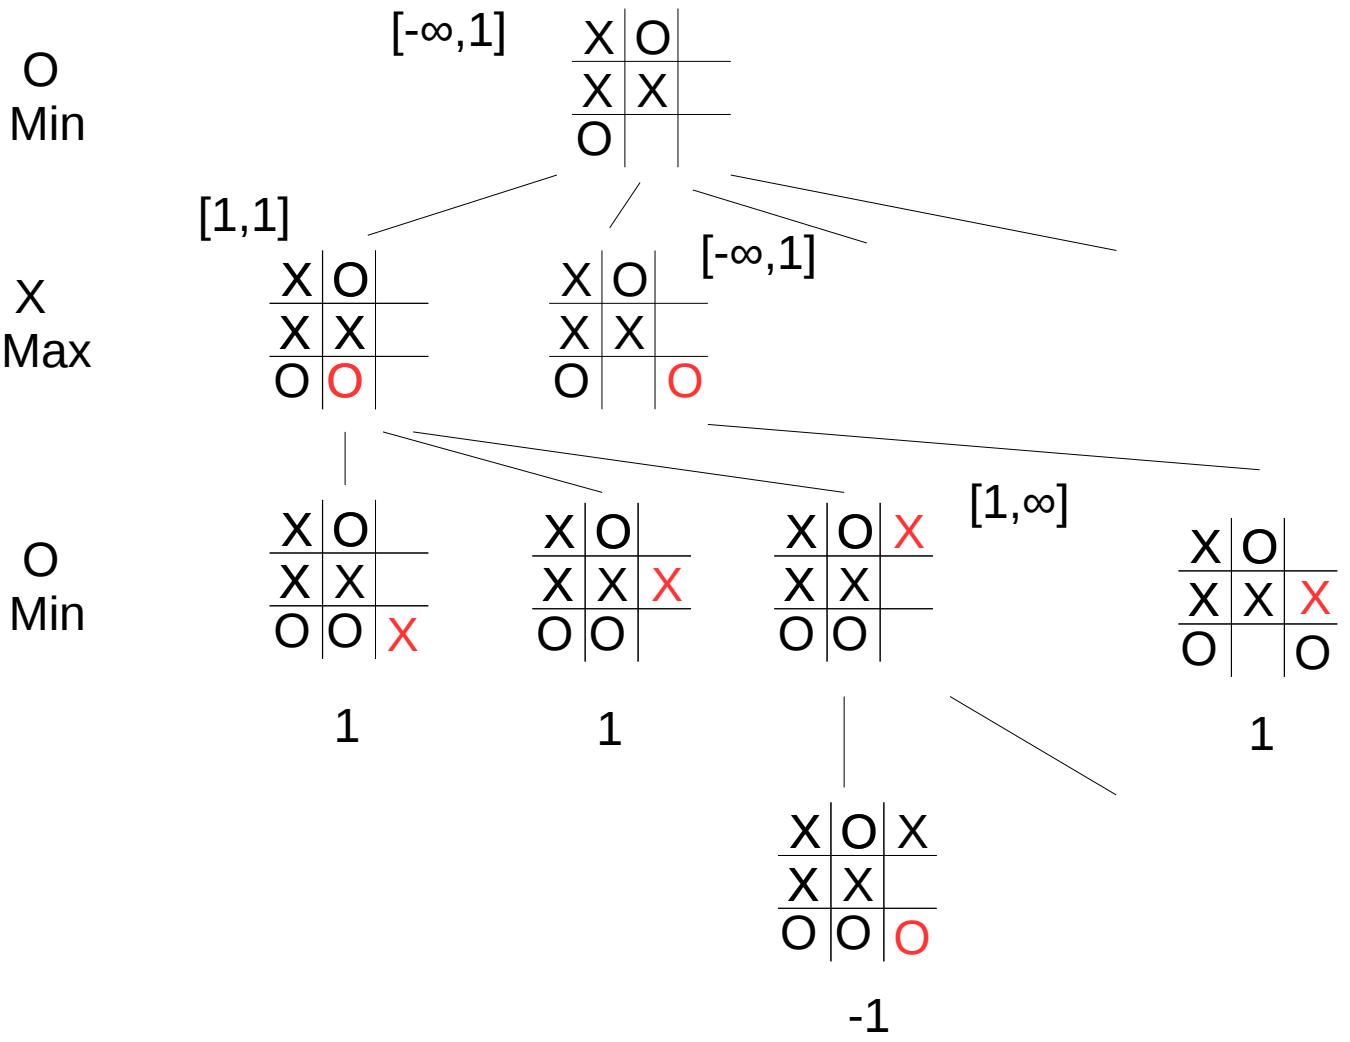 [-∞,1]
O
Min
X O
X X
O
[1,1]
[-∞,1]
X
Max
X O
X X
O O
X O
X X
O O
[1,∞]
O
Min
X O
X X
O O X
X O
X X X
O O
X O X
X X
O O
X O
X X X
O O
1
1
1
X O X
X X
O O O
-1